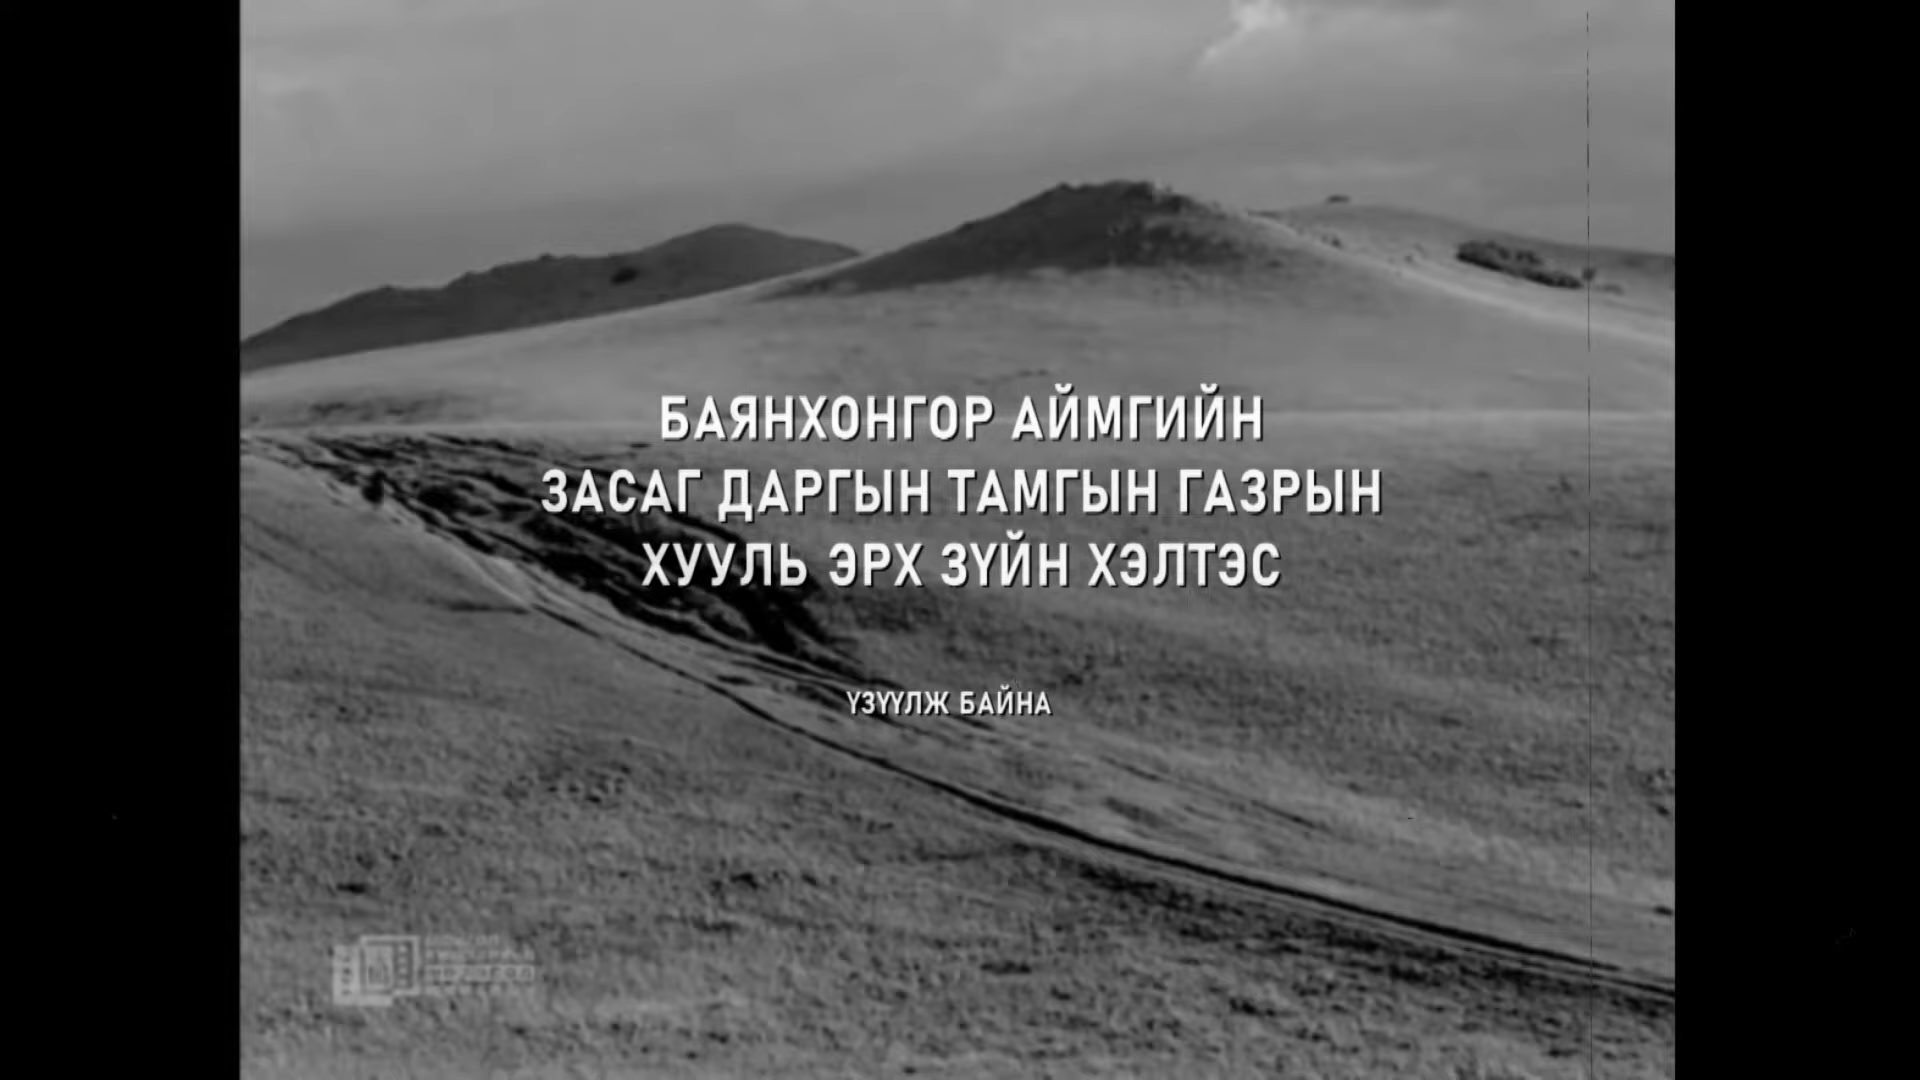 БАЯНХОНГОР АЙМГИЙН
ЗАСАГ ДАРГЫН ТАМГЫН ГАЗРЫН
ХУУЛЬ ЭРХ ЗҮЙН ХЭЛТЭС
ҮЗҮҮЛЖ БАЙНА